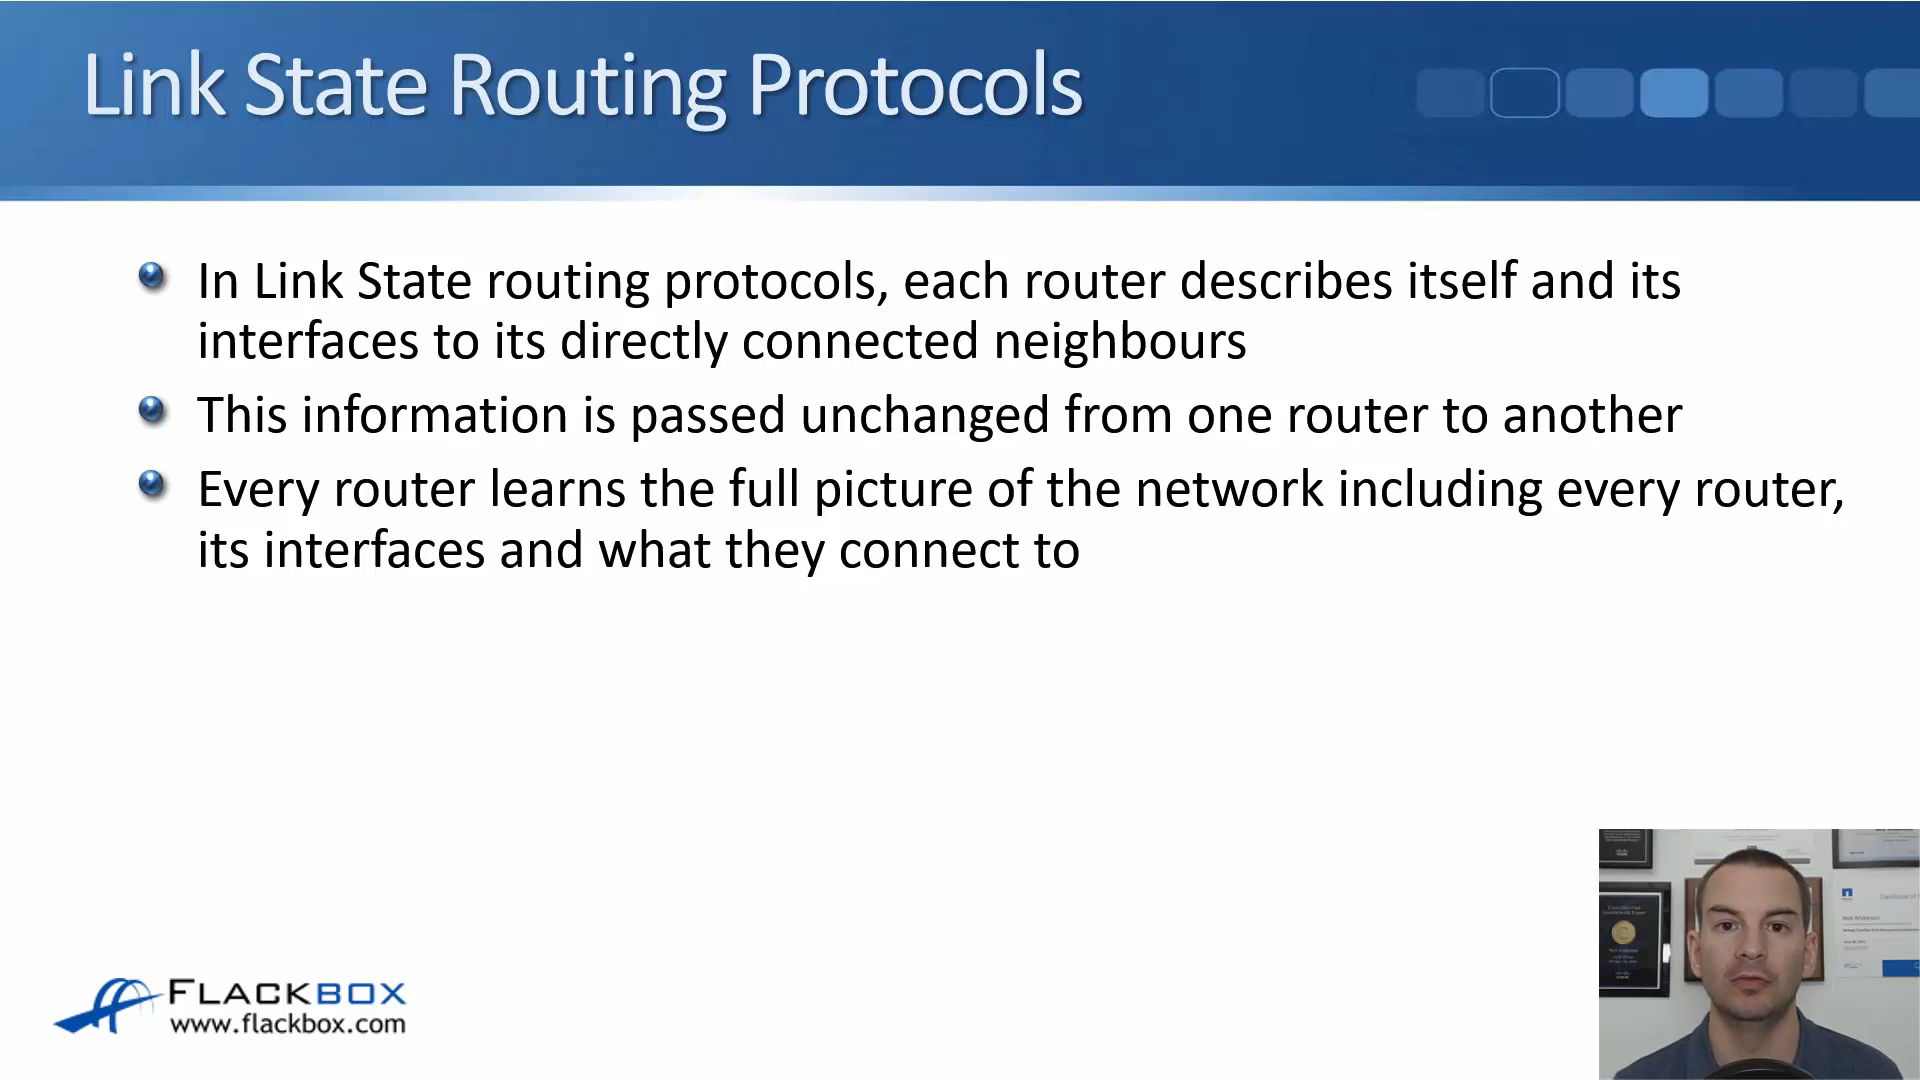 Link State Routing Protocols
In Link State routing protocols, each router describes itself and its
interfaces to its directly connected neighbours
This information is passed unchanged from one router to another
Every router learns the full picture of the network including every router,
its interfaces and what they connect to
FLACKBOX
www.flackbox.com